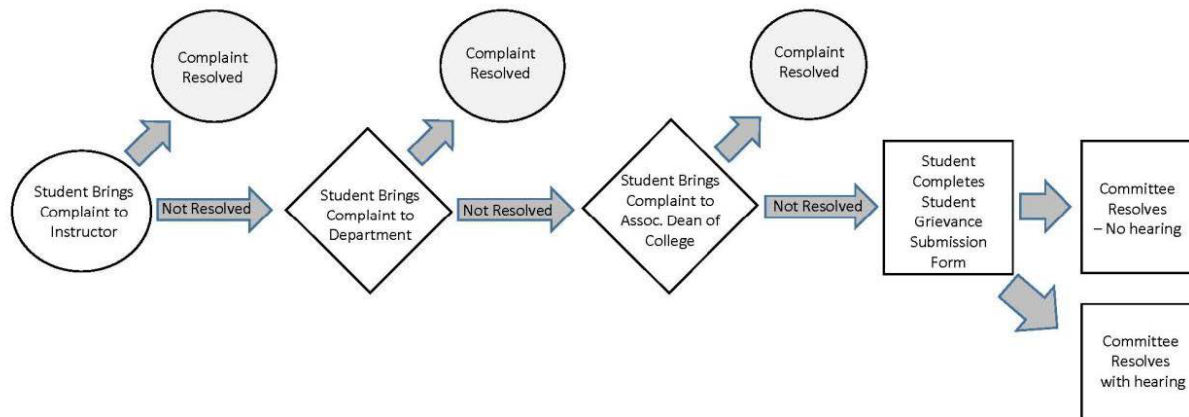 Complaint
Resolved
Complaint
Resolved
Complaint
Resolved
Student Brings
Complaint to
Instructor
Not Resolved
Student Brings
Complaint to
Department
Not Resolved
Student Brings
Complaint to
Assoc. Dean of
College
Not Resolved
Student
Completes
Student
Grievance
Submission
Form
Committee
Resolves
– No hearing
Committee
Resolves
with hearing